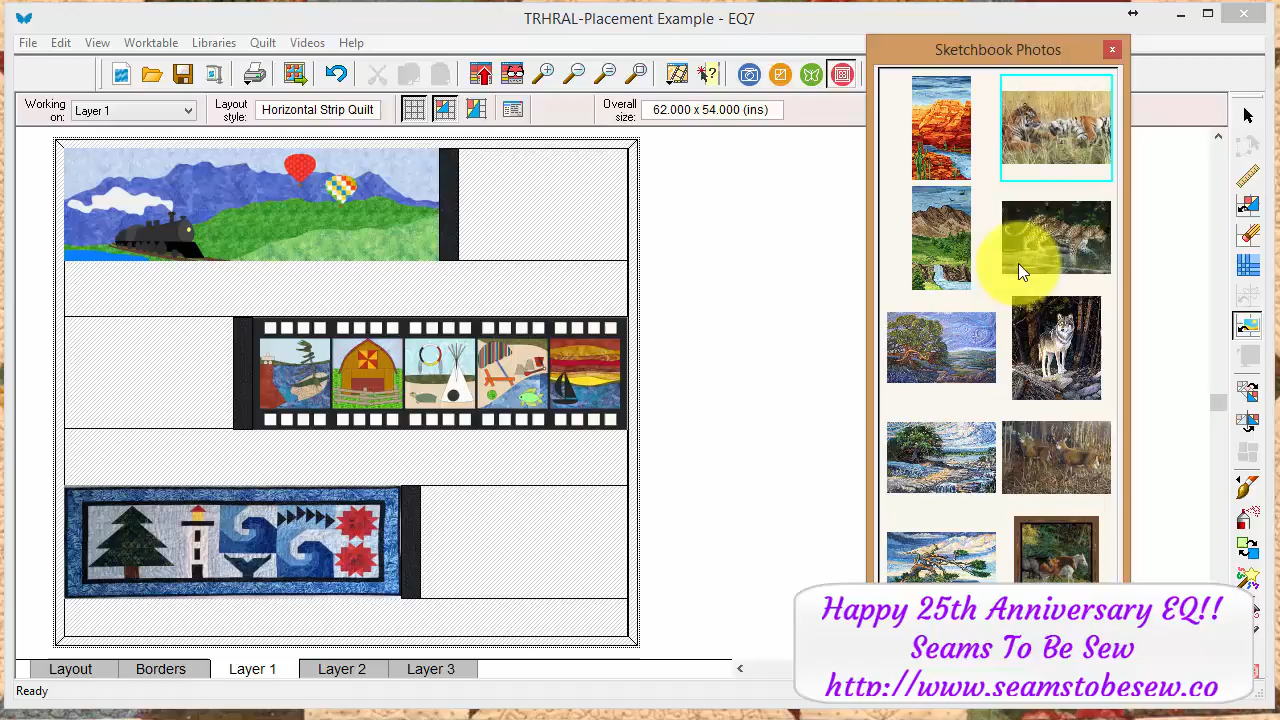 TRHRAL-Placement Example - EQ7
File Edit View Worktable Libraries Quilt Videos Help
Working on: Layer 1 Layout style: Horizontal Strip Quilt Overall size: 62.000 x 54.000 (ins)
Sketchbook Photos
Layout Borders Layer 1 Layer 2 Layer 3
Ready
Happy 25th Anniversary EQ!!
Seams To Be Sew
http://www.seamstobesew.co